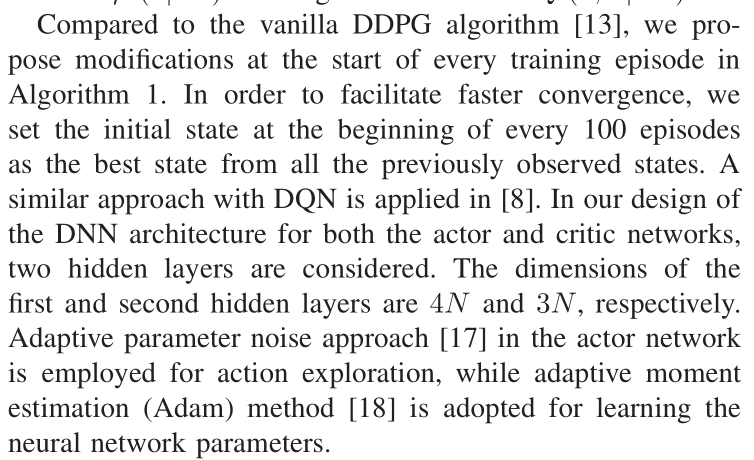 Compared to the vanilla DDPG algorithm [13], we pro-
pose modifications at the start of every training episode in
Algorithm 1. In order to facilitate faster convergence, we
set the initial state at the beginning of every 100 episodes
as the best state from all the previously observed states. A
similar approach with DQN is applied in [8]. In our design of
the DNN architecture for both the actor and critic networks,
two hidden layers are considered. The dimensions of the
first and second hidden layers are 4N and 3N, respectively.
Adaptive parameter noise approach [17] in the actor network
is employed for action exploration, while adaptive moment
estimation (Adam) method [18] is adopted for learning the
neural network parameters.